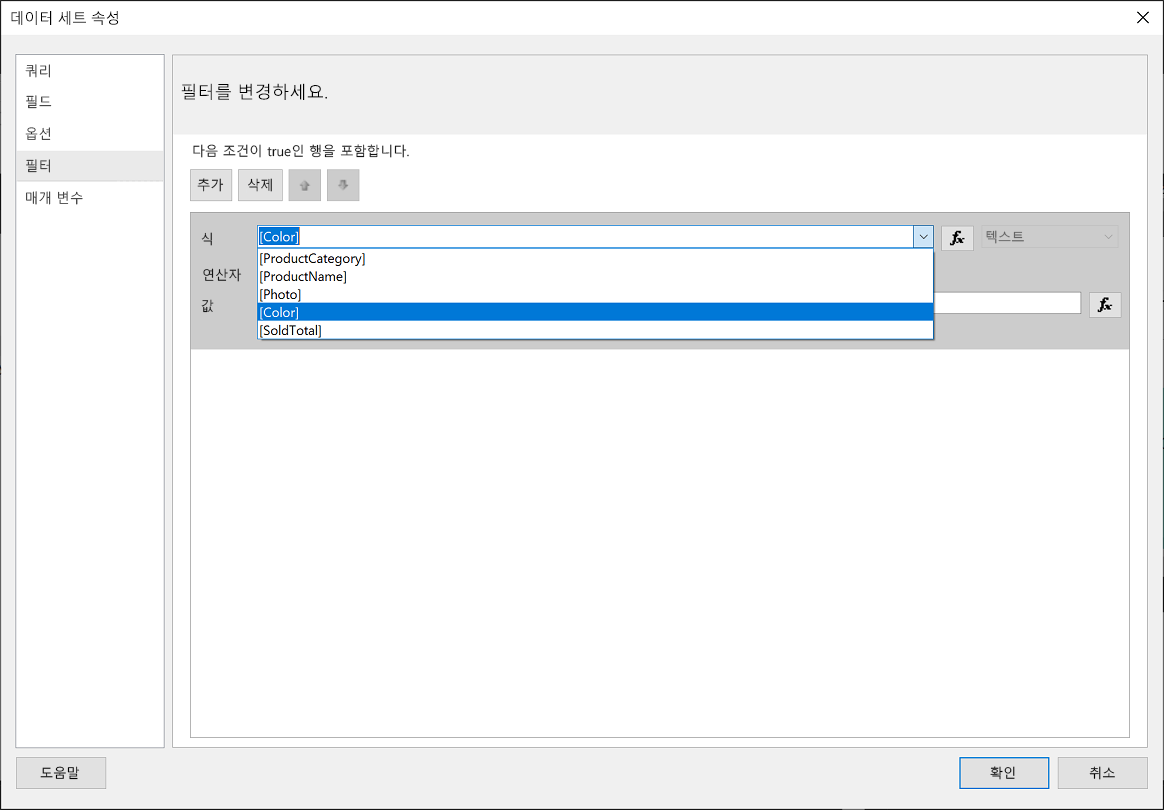 데이터 세트 속성
쿼리
필드
옵션
필터
매개 변수
필터를 변경하세요.
다음 조건이 true인 행을 포함합니다.
추가 삭제
식 [Color] fx 텍스트
[ProductCategory]
연산자 [ProductName]
[Photo]
값 [Color] fx
[SoldTotal]
도움말 확인 취소